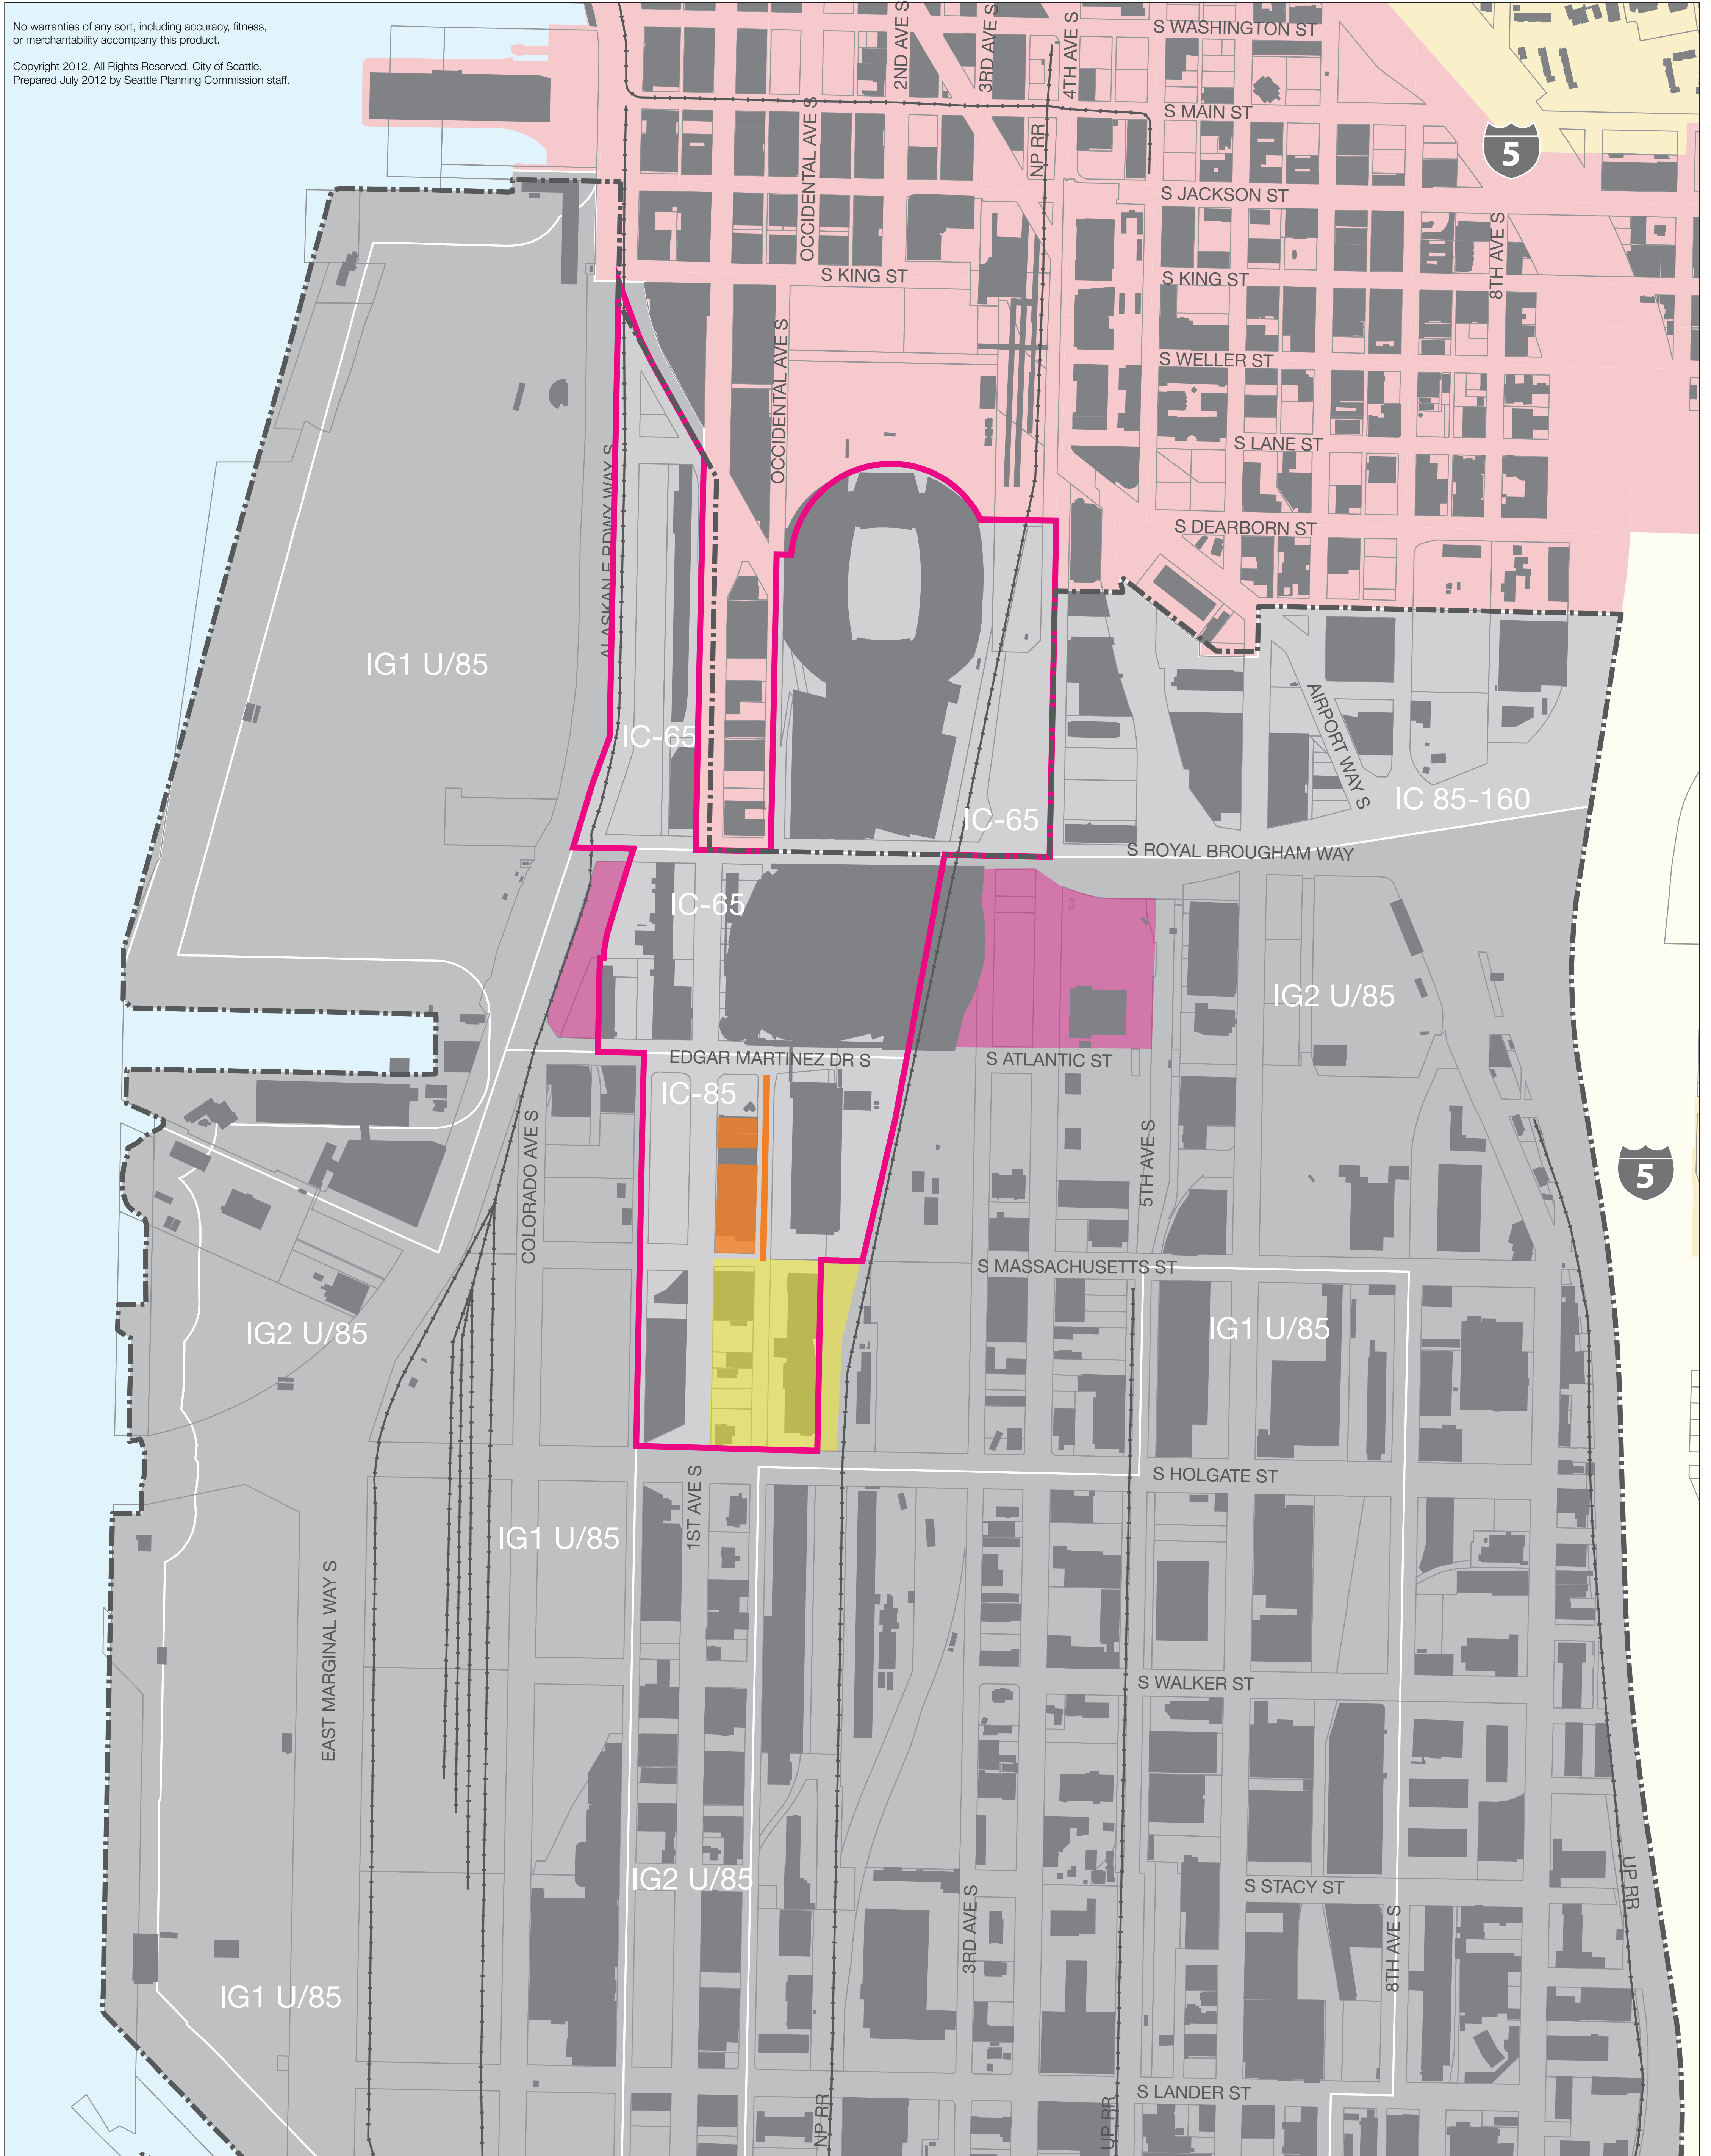 No warranties of any sort, including accuracy, fitness,
or merchantability accompany this product.
Copyright 2012. All Rights Reserved. City of Seattle.
Prepared July 2012 by Seattle Planning Commission staff.
2ND AVE S
3RD AVE S
4TH AVE S
S WASHINGTON ST
OCCIDENTAL AVE S
S MAIN ST
NP RR
5
S JACKSON ST
8TH AVE S
S KING ST
S KING ST
OCCIDENTAL AVE S
S WELLER ST
S LANE ST
ALASKAN E RDWY WAY S
S DEARBORN ST
IG1 U/85
IC-65
AIRPORT WAY S
IC 85-160
IC-65
S ROYAL BROUGHAM WAY
IC-65
IG2 U/85
EDGAR MARTINEZ DR S
S ATLANTIC ST
IC-85
COLORADO AVE S
5TH AVE S
5
S MASSACHUSETTS ST
IG2 U/85
IG1 U/85
S HOLGATE ST
1ST AVE S
IG1 U/85
EAST MARGINAL WAY S
S WALKER ST
IG2 U/85
S STACY ST
UP RR
3RD AVE S
8TH AVE S
IG1 U/85
S LANDER ST
NP RR
UP RR